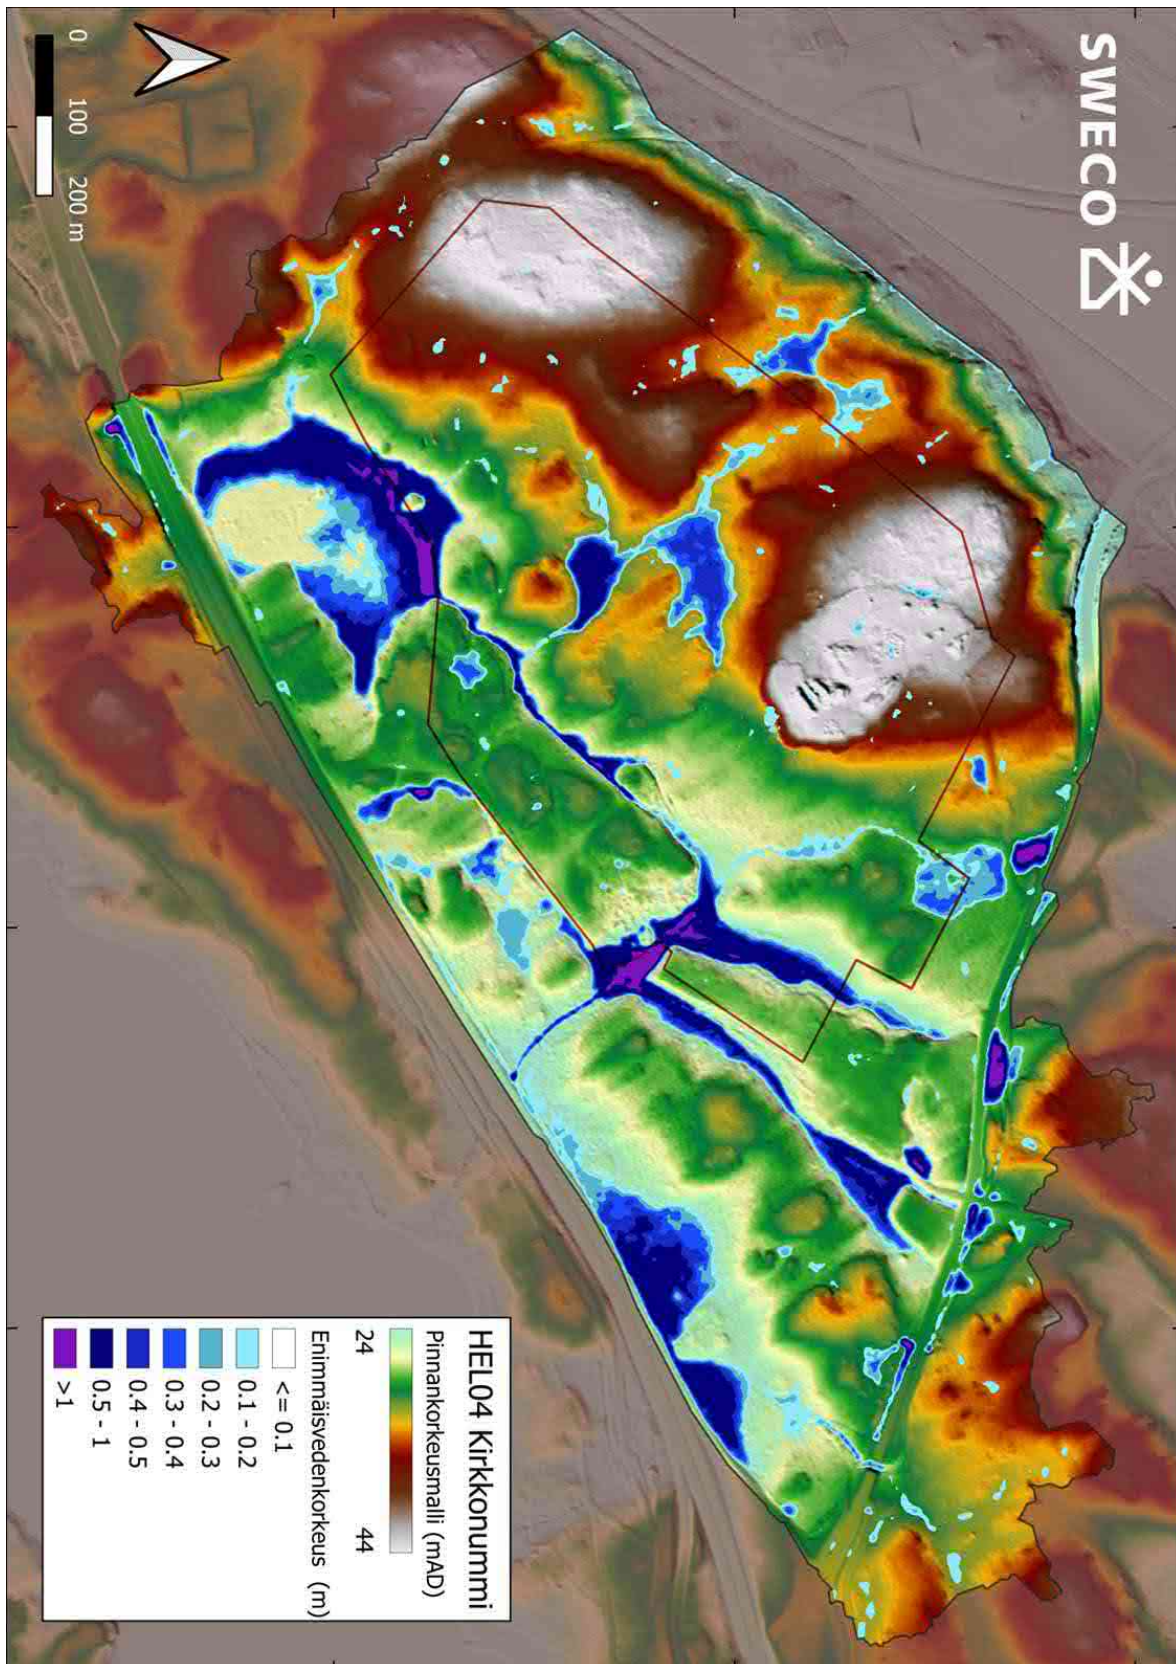 SWECO
0 100 200 m
HEL04 Kirkkonummi
Pinnankorkeusmalli (mAD)
24 44
Enimmäisvedenkorkeus (m)
<= 0.1
0.1 - 0.2
0.2 - 0.3
0.3 - 0.4
0.4 - 0.5
0.5 - 1
>1